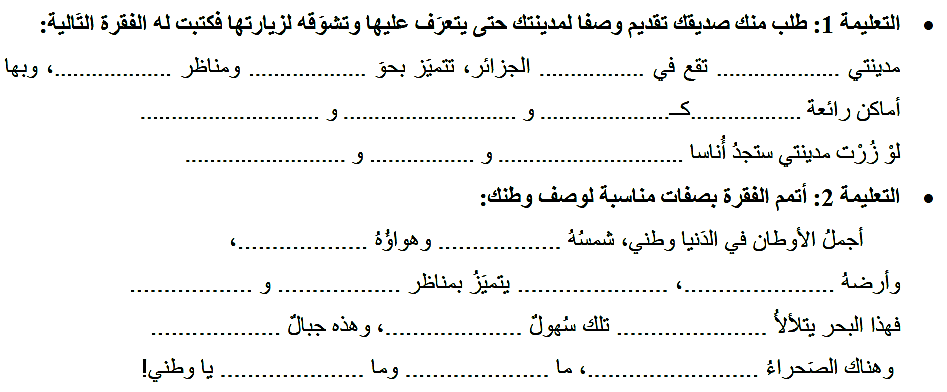 • التعليمة 1: طلب منك صديقك تقديم وصفا لمدينتك حتى يتعرَف عليها وتشوَقه لزيارتها فكتبت له الفقرة التَالية:
مدينتي .................... تقع في ................. الجزائر، تتميَز بحوَ ................... ومناظر ...................، وبها
أماكن رائعة ..................كــ..................... و ............................ و .............................
لوْ زُرْت مدينتي ستجدُ أُناسا .............................. و ................. و ..........................
• التعليمة 2: أتمم الفقرة بصفات مناسبة لوصف وطنك:
أجملُ الأوطان في الدَنيا وطني، شمسُهُ .................... وهواؤُهُ .....................،
وأرضهُ ........................، ........................ يتميَزُ بمناظر .................... و ....................
فهذا البحر يتلألأُ ........................ تلك سُهولٌ ......................، وهذه جبالٌ .....................
وهناك الصَحراءُ .......................، ما ....................... وما ................... يا وطني!